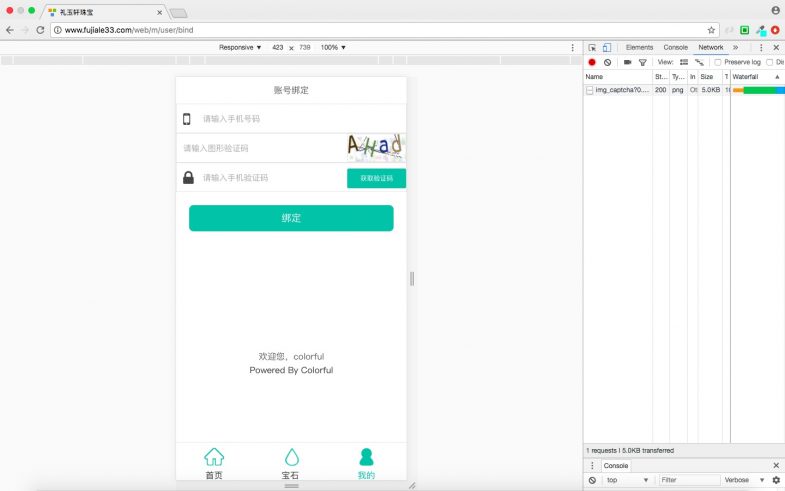 礼玉轩珠宝
www.fujiale33.com/web/m/user/bind
Responsive ▼ 423 × 739 100% ▼
Elements Console Network »
View: Preserve log
Name St... Ty... In Size T Waterfall
img_captcha?0.... 200 png Ot 5.0KB
账号绑定
请输入手机号码
请输入图形验证码 AHad
请输入手机验证码 获取验证码
绑定
欢迎您，colorful
Powered By Colorful
首页 宝石 我的
1 requests | 5.0KB transferred
Console
top ▼ Filter Verbose ▼